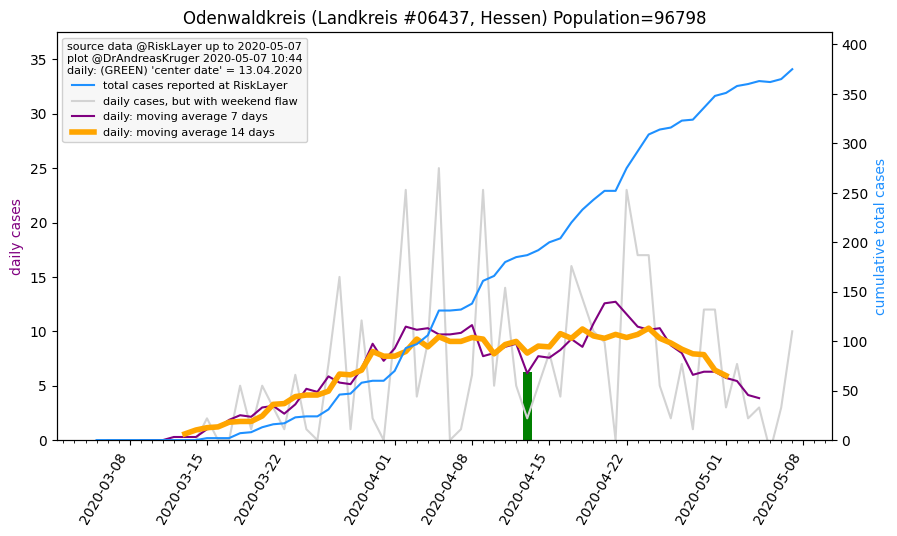 Odenwaldkreis (Landkreis #06437, Hessen) Population=96798
source data @RiskLayer up to 2020-05-07
plot @DrAndreasKruger 2020-05-07 10:44
daily: (GREEN) 'center date' = 13.04.2020
total cases reported at RiskLayer
daily cases, but with weekend flaw
daily: moving average 7 days
daily: moving average 14 days
daily cases
35
30
25
20
15
10
5
0
cumulative total cases
400
350
300
250
200
150
100
50
0
2020-03-08
2020-03-15
2020-03-22
2020-04-01
2020-04-08
2020-04-15
2020-04-22
2020-05-01
2020-05-08